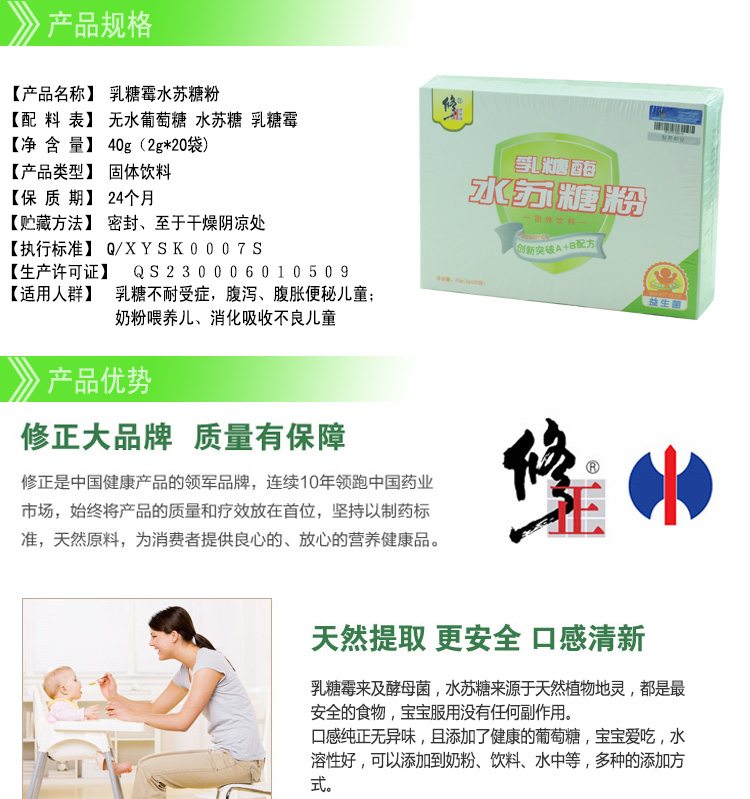 产品规格
【产品名称】 乳糖霉水苏糖粉
【配 料 表】 无水葡萄糖 水苏糖 乳糖霉
【净 含 量】 40g（2g*20袋)
【产品类型】 固体饮料
【保 质 期】 24个月
【贮藏方法】 密封、至于干燥阴凉处
【执行标准】 Q/XYSK0007S
【生产许可证】 QS230006010509
【适用人群】 乳糖不耐受症，腹泻、腹胀便秘儿童；
奶粉喂养儿、消化吸收不良儿童
修正
乳糖酶
水苏糖粉
固体饮料
创新突破A+B配方
益生菌
产品优势
修正大品牌 质量有保障
修正是中国健康产品的领军品牌，连续10年领跑中国药业
市场，始终将产品的质量和疗效放在首位，坚持以制药标
准，天然原料，为消费者提供良心的、放心的营养健康品。
修正®
天然提取 更安全 口感清新
乳糖霉来及酵母菌，水苏糖来源于天然植物地灵，都是最
安全的食物，宝宝服用没有任何副作用。
口感纯正无异味，且添加了健康的葡萄糖，宝宝爱吃，水
溶性好，可以添加到奶粉、饮料、水中等，多种的添加方
式。